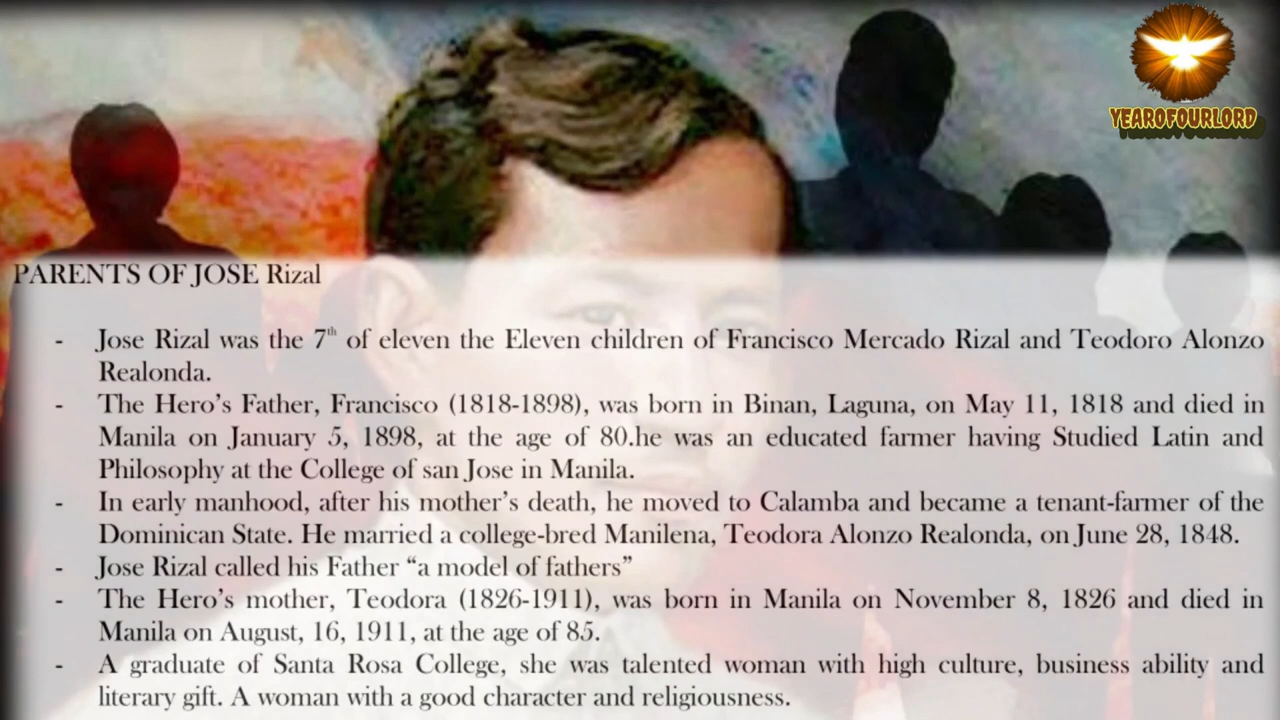 YEAROFOURLORD
PARENTS OF JOSE Rizal
- Jose Rizal was the 7th of eleven the Eleven children of Francisco Mercado Rizal and Teodoro Alonzo
Realonda.
- The Hero's Father, Francisco (1818-1898), was born in Binan, Laguna, on May 11, 1818 and died in
Manila on January 5, 1898, at the age of 80.he was an educated farmer having Studied Latin and
Philosophy at the College of san Jose in Manila.
- In early manhood, after his mother's death, he moved to Calamba and became a tenant-farmer of the
Dominican State. He married a college-bred Manilena, Teodora Alonzo Realonda, on June 28, 1848.
- Jose Rizal called his Father “a model of fathers”
- The Hero's mother, Teodora (1826-1911), was born in Manila on November 8, 1826 and died in
Manila on August, 16, 1911, at the age of 85.
- A graduate of Santa Rosa College, she was talented woman with high culture, business ability and
literary gift. A woman with a good character and religiousness.